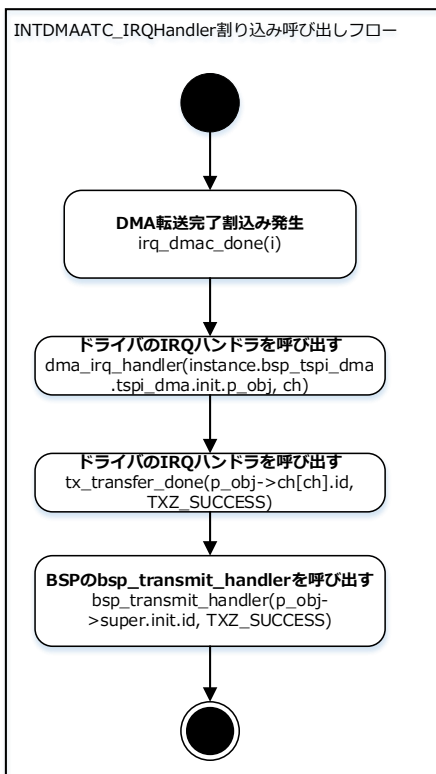 INTDMAATC_IRQHandler割り込み呼び出しフロー
DMA転送完了割込み発生
irq_dmac_done(i)
ドライバのIRQハンドラを呼び出す
dma_irq_handler(instance.bsp_tspi_dma
.tspi_dma.init.p_obj, ch)
ドライバのIRQハンドラを呼び出す
tx_transfer_done(p_obj->ch[ch].id,
TXZ_SUCCESS)
BSPのbsp_transmit_handlerを呼び出す
bsp_transmit_handler(p_obj-
>super.init.id, TXZ_SUCCESS)